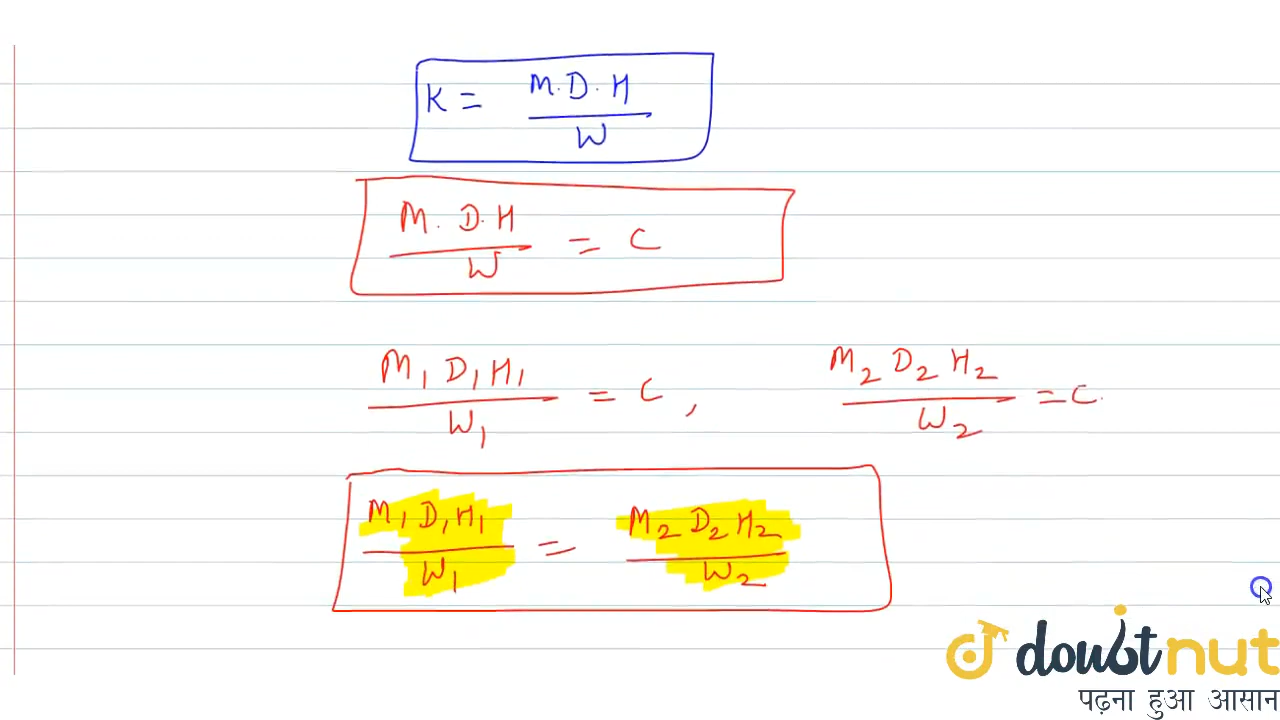 K = M.D.H / W
M. D.H / W = C
M₁ D₁ H₁ / W₁ = C , M₂ D₂ H₂ / W₂ = C.
M₁ D₁ H₁ / W₁ = M₂ D₂ H₂ / W₂
doubtnut
पढ़ना हुआ आसान